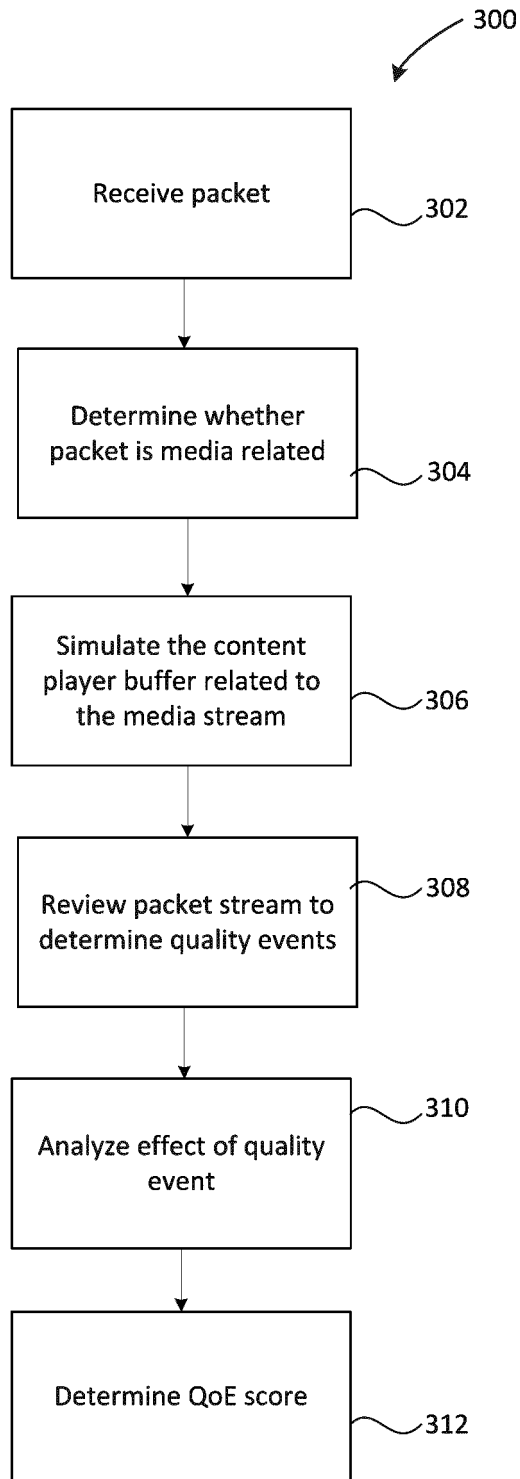 300
Receive packet
302
Determine whether
packet is media related
304
Simulate the content
player buffer related to
the media stream
306
Review packet stream to
determine quality events
308
Analyze effect of quality
event
310
Determine QoE score
312